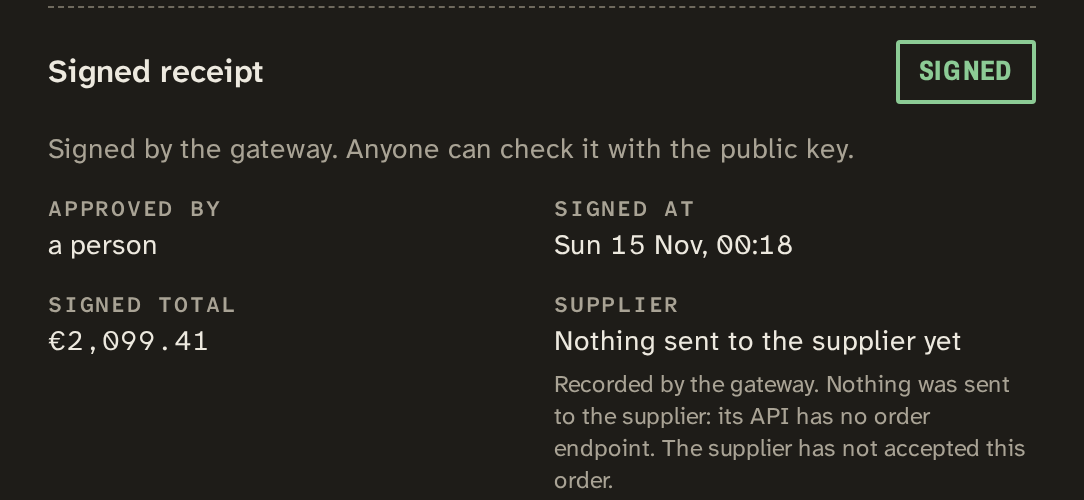 Signed receipt
SIGNED
Signed by the gateway. Anyone can check it with the public key.
APPROVED BY
a person
SIGNED AT
Sun 15 Nov, 00:18
SIGNED TOTAL
€2,099.41
SUPPLIER
Nothing sent to the supplier yet
Recorded by the gateway. Nothing was sent
to the supplier: its API has no order
endpoint. The supplier has not accepted this
order.